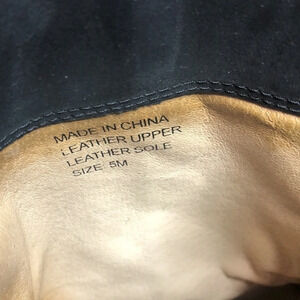 MADE IN CHINA
LEATHER UPPER
LEATHER SOLE
SIZE: 5M